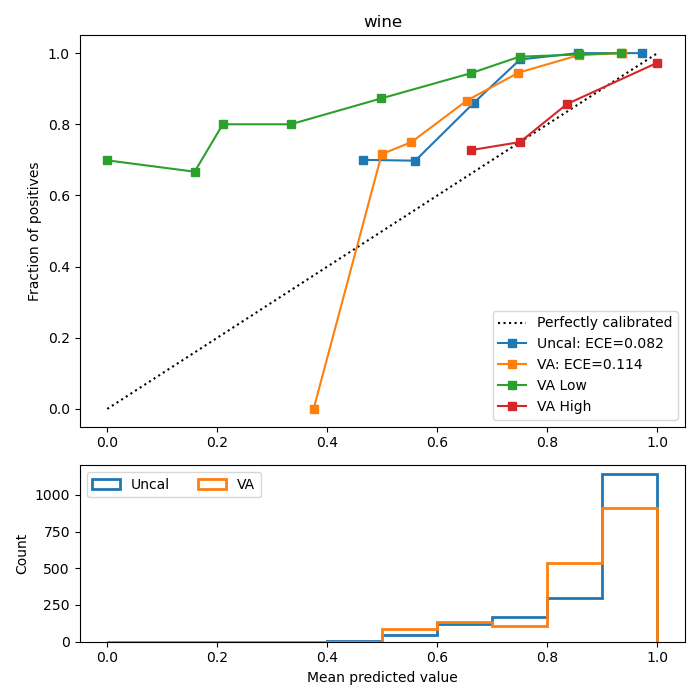 wine
1.0
0.8
0.6
0.4
0.2
0.0
Fraction of positives
Perfectly calibrated
Uncal: ECE=0.082
VA: ECE=0.114
VA Low
VA High
0.0 0.2 0.4 0.6 0.8 1.0
Uncal VA
1000
750
500
250
0
Count
0.0 0.2 0.4 0.6 0.8 1.0
Mean predicted value